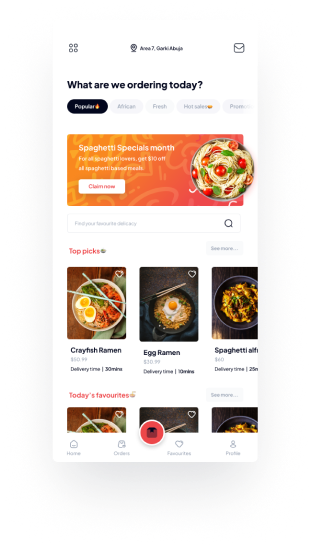 Area 7, Garki Abuja
What are we ordering today?
Popular
African
Fresh
Hot sales
Prom
Spaghetti Specials month
For all spaghetti lovers, get $10 off
all spaghetti based meals.
Claim now
Find your favourite delicacy
Top picks
See more...
Crayfish Ramen
$50.99
Delivery time | 30mins
Egg Ramen
$30.99
Delivery time | 10mins
Spaghetti alf
$60
Delivery time | 25
Today's favourites
See more...
Home
Orders
Favourites
Profile